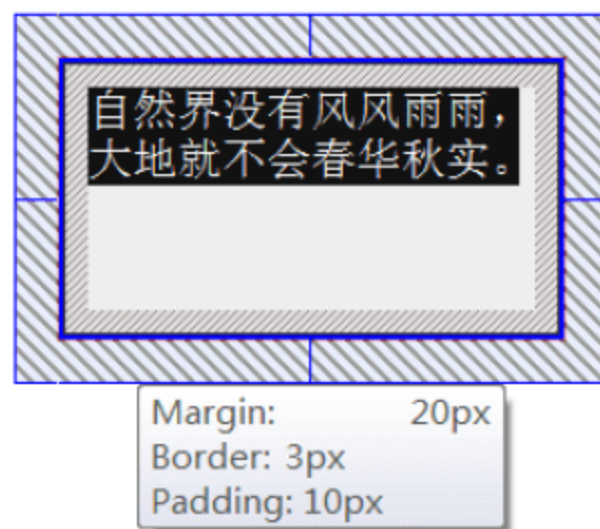 自然界没有风风雨雨，
大地就不会春华秋实。
Margin: 20px
Border: 3px
Padding: 10px